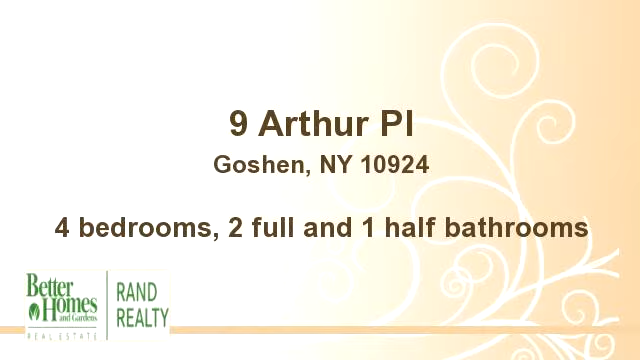 9 Arthur Pl
Goshen, NY 10924
4 bedrooms, 2 full and 1 half bathrooms
Better
Homes
and Gardens
REAL ESTATE
RAND
REALTY